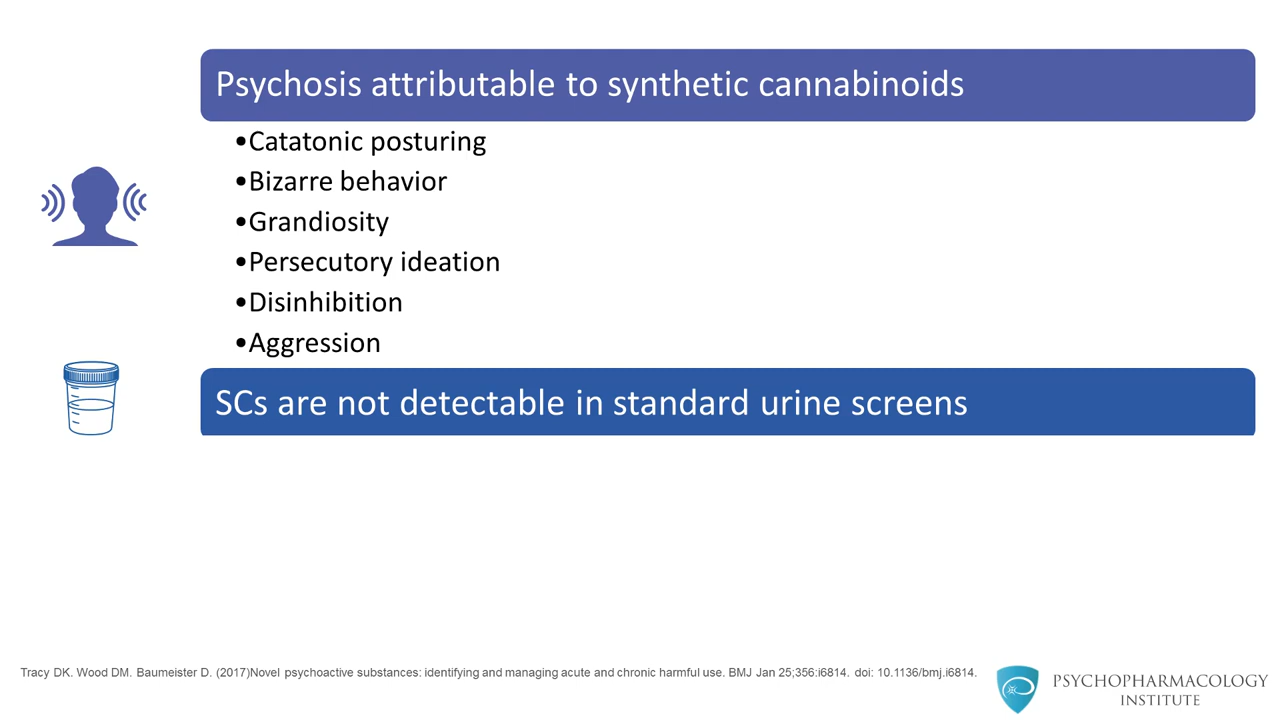 Psychosis attributable to synthetic cannabinoids
•Catatonic posturing
•Bizarre behavior
•Grandiosity
•Persecutory ideation
•Disinhibition
•Aggression
SCs are not detectable in standard urine screens
Tracy DK. Wood DM. Baumeister D. (2017)Novel psychoactive substances: identifying and managing acute and chronic harmful use. BMJ Jan 25;356:i6814. doi: 10.1136/bmj.i6814.
PSYCHOPHARMACOLOGY
INSTITUTE